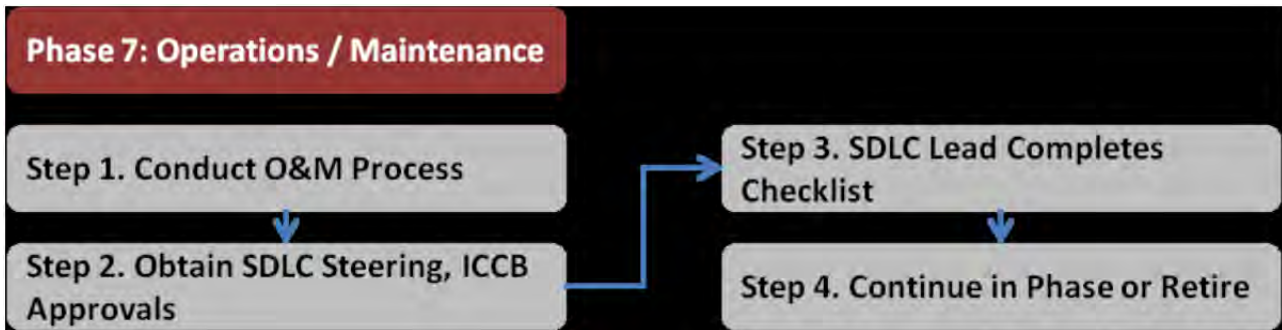 Phase 7: Operations / Maintenance
Step 1. Conduct O&M Process
Step 2. Obtain SDLC Steering, ICCB
Approvals
Step 3. SDLC Lead Completes
Checklist
Step 4. Continue in Phase or Retire